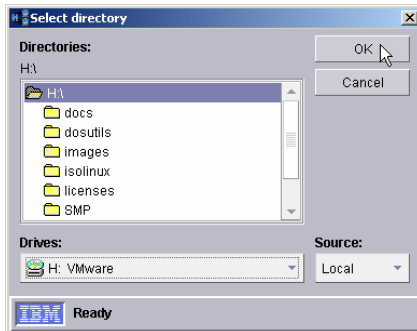 Select directory
Directories:
H:\
OK
Cancel
H:\
docs
dosutils
images
isolinux
licenses
SMP
Drives:
Source:
H: VMware
Local
IBM Ready